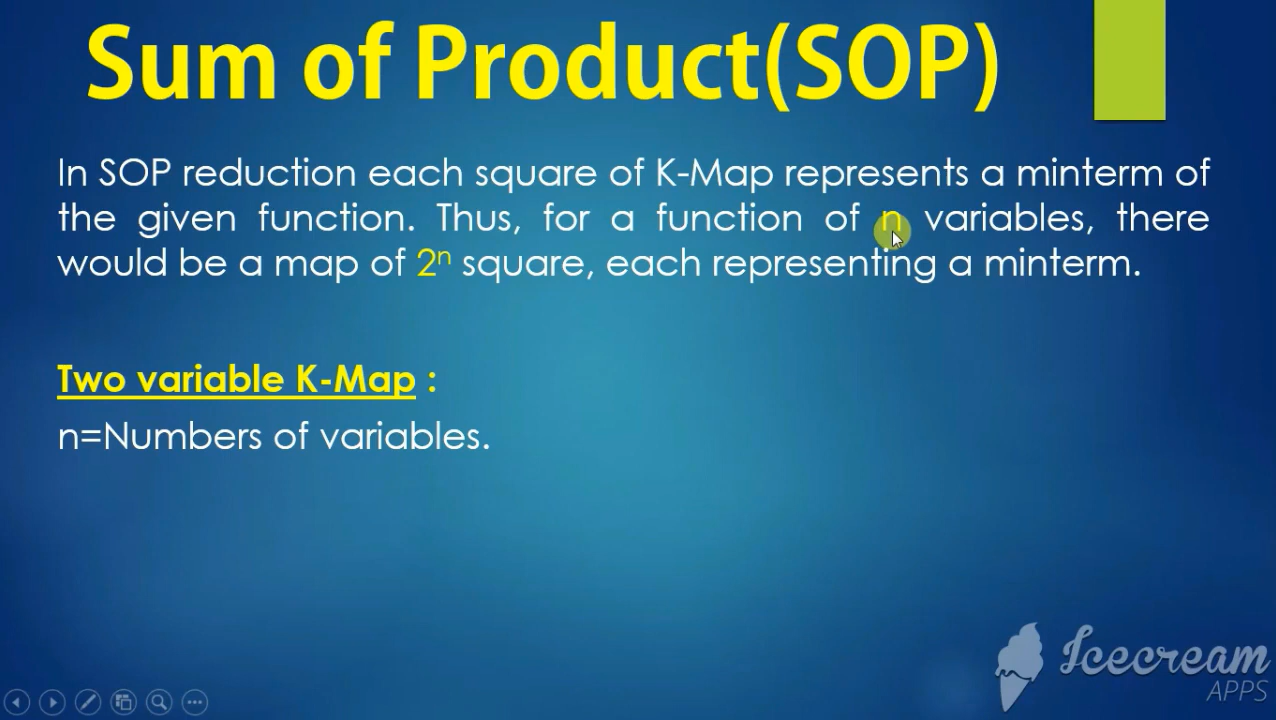 Sum of Product(SOP)
In SOP reduction each square of K-Map represents a minterm of
the given function. Thus, for a function of n variables, there
would be a map of 2ⁿ square, each representing a minterm.
Two variable K-Map :
n=Numbers of variables.
Icecream
APPS